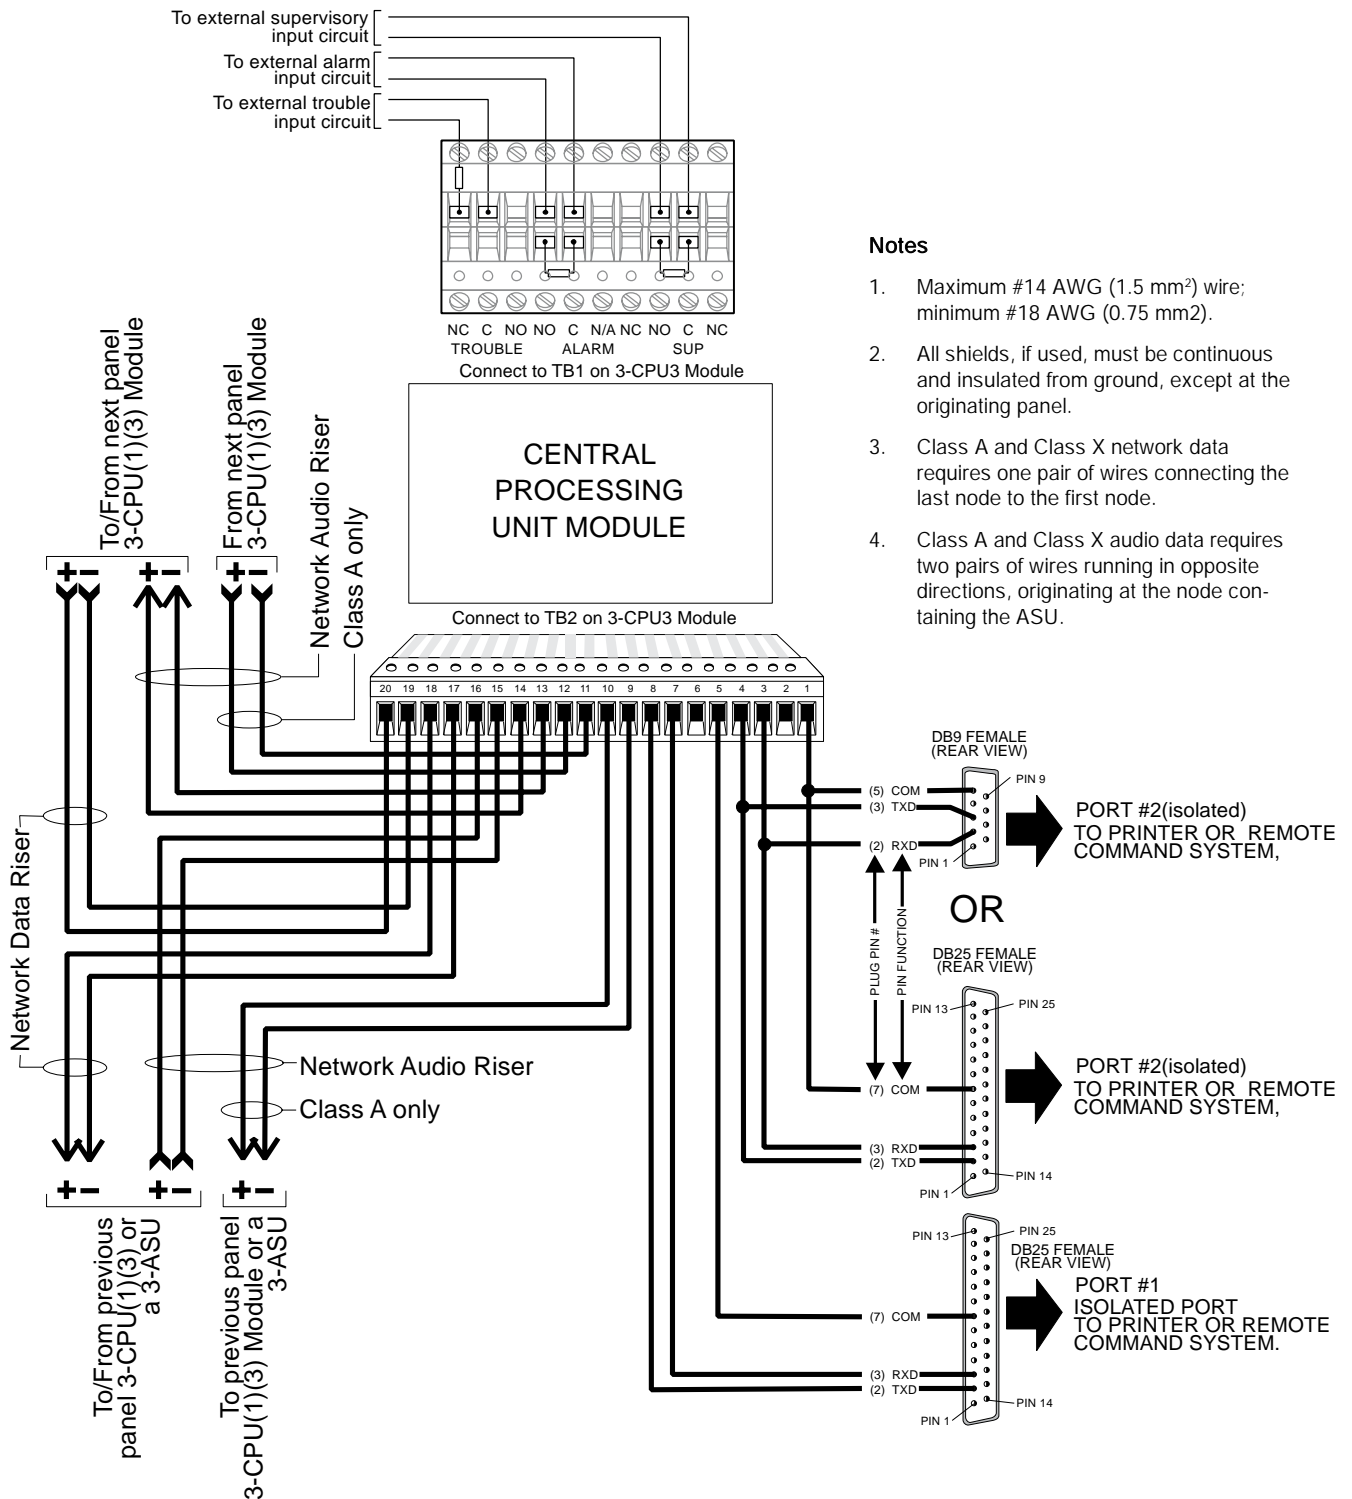 To external supervisory
input circuit
To external alarm
input circuit
To external trouble
input circuit
NC C NO NO C N/A NC NO C NC
TROUBLE ALARM SUP
Connect to TB1 on 3-CPU3 Module
CENTRAL
PROCESSING
UNIT MODULE
Connect to TB2 on 3-CPU3 Module
20 19 18 17 16 15 14 13 12 11 10 9 8 7 6 5 4 3 2 1
Notes
1. Maximum #14 AWG (1.5 mm²) wire;
minimum #18 AWG (0.75 mm2).
2. All shields, if used, must be continuous
and insulated from ground, except at the
originating panel.
3. Class A and Class X network data
requires one pair of wires connecting the
last node to the first node.
4. Class A and Class X audio data requires
two pairs of wires running in opposite
directions, originating at the node con-
taining the ASU.
To/From next panel
3-CPU(1)(3) Module
From next panel
3-CPU(1)(3) Module
Network Audio Riser
Class A only
+ − + − + −
Network Data Riser
Network Audio Riser
Class A only
+ − + − + −
To/From previous
panel 3-CPU(1)(3) or
a 3-ASU
To previous panel
3-CPU(1)(3) Module or a
3-ASU
DB9 FEMALE
(REAR VIEW)
PIN 9
(5) COM
(3) TXD
(2) RXD
PIN 1
PORT #2(isolated)
TO PRINTER OR REMOTE
COMMAND SYSTEM,
PLUG PIN #
PIN FUNCTION
OR
DB25 FEMALE
(REAR VIEW)
PIN 13
PIN 25
(7) COM
(3) RXD
(2) TXD
PIN 1
PIN 14
PORT #2(isolated)
TO PRINTER OR REMOTE
COMMAND SYSTEM,
PIN 13
PIN 25
DB25 FEMALE
(REAR VIEW)
(7) COM
(3) RXD
(2) TXD
PIN 1
PIN 14
PORT #1
ISOLATED PORT
TO PRINTER OR REMOTE
COMMAND SYSTEM.